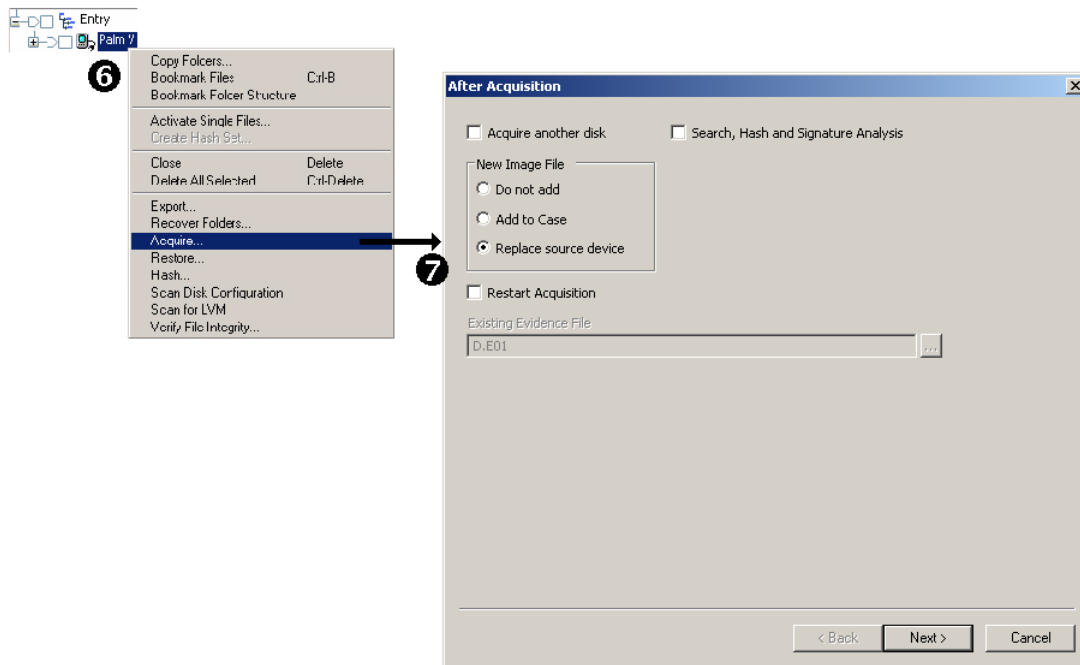 Entry
Palm V
6
Copy Folders...
Bookmark Files Ctrl-B
Bookmark Folder Structure
Activate Single Files...
Create Hash Set...
Close Delete
Delete All Selected Ctrl-Delete
Export...
Recover Folders...
Acquire...
Restore...
Hash...
Scan Disk Configuration
Scan for LVM
Verify File Integrity...
7
After Acquisition
Acquire another disk
Search, Hash and Signature Analysis
New Image File
Do not add
Add to Case
Replace source device
Restart Acquisition
Existing Evidence File
D.E01
...
< Back
Next >
Cancel